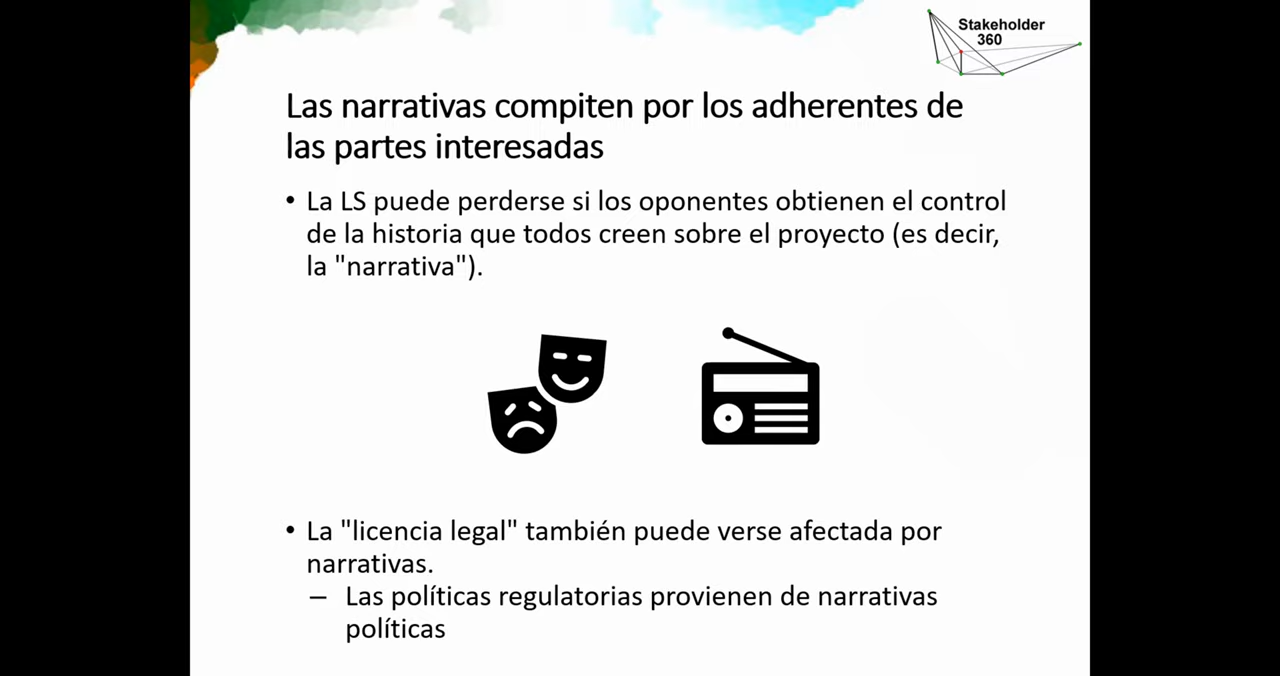 Stakeholder
360
Las narrativas compiten por los adherentes de
las partes interesadas
• La LS puede perderse si los oponentes obtienen el control
de la historia que todos creen sobre el proyecto (es decir,
la "narrativa").
• La "licencia legal" también puede verse afectada por
narrativas.
– Las políticas regulatorias provienen de narrativas
políticas